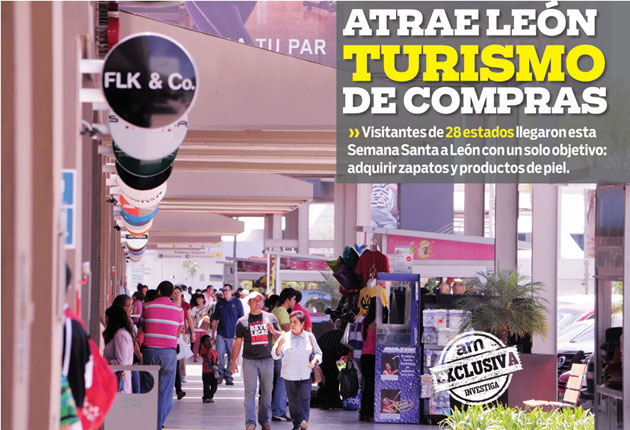 ATRAE LEÓN
TURISMO
DE COMPRAS
» Visitantes de 28 estados llegaron esta
Semana Santa a León con un solo objetivo:
adquirir zapatos y productos de piel.
A TU PAR
FLK & Co.
am
EXCLUSIVA
INVESTIGA